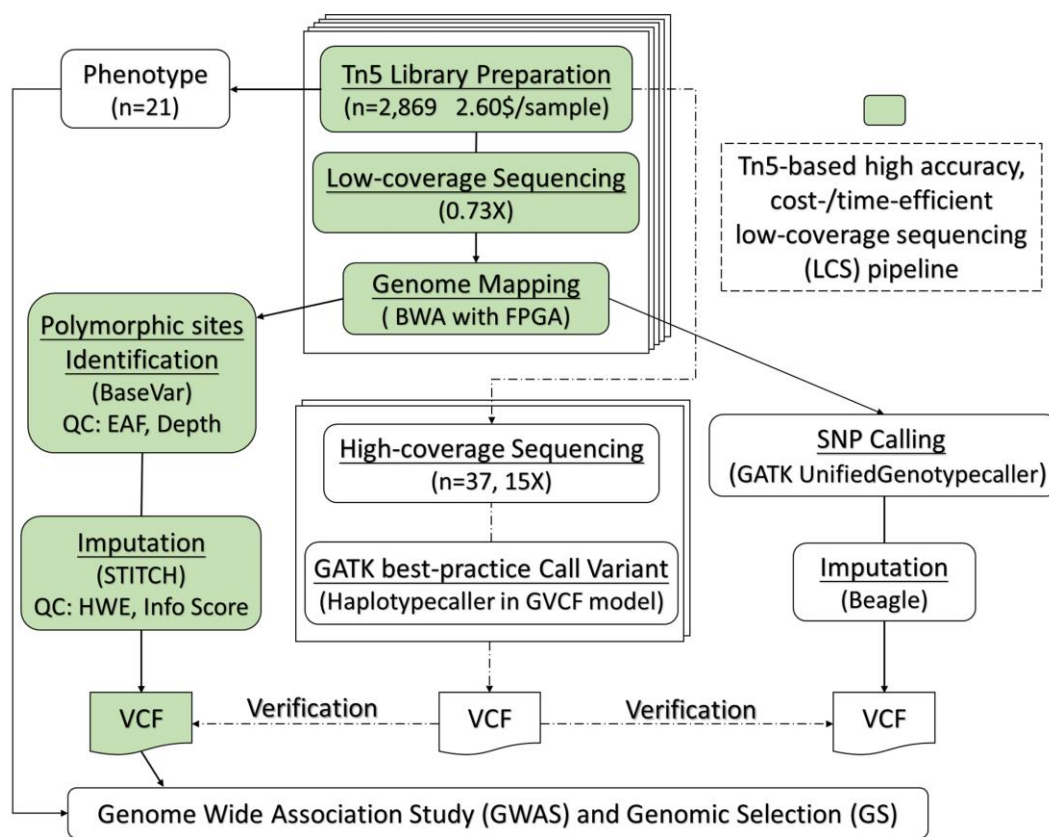 Phenotype
(n=21)
Tn5 Library Preparation
(n=2,869 2.60$/sample)
Low-coverage Sequencing
(0.73X)
Genome Mapping
( BWA with FPGA)
Tn5-based high accuracy,
cost-/time-efficient
low-coverage sequencing
(LCS) pipeline
Polymorphic sites
Identification
(BaseVar)
QC: EAF, Depth
High-coverage Sequencing
(n=37, 15X)
SNP Calling
(GATK UnifiedGenotypecaller)
Imputation
(STITCH)
QC: HWE, Info Score
GATK best-practice Call Variant
(Haplotypecaller in GVCF model)
Imputation
(Beagle)
VCF
Verification
VCF
Verification
VCF
Genome Wide Association Study (GWAS) and Genomic Selection (GS)